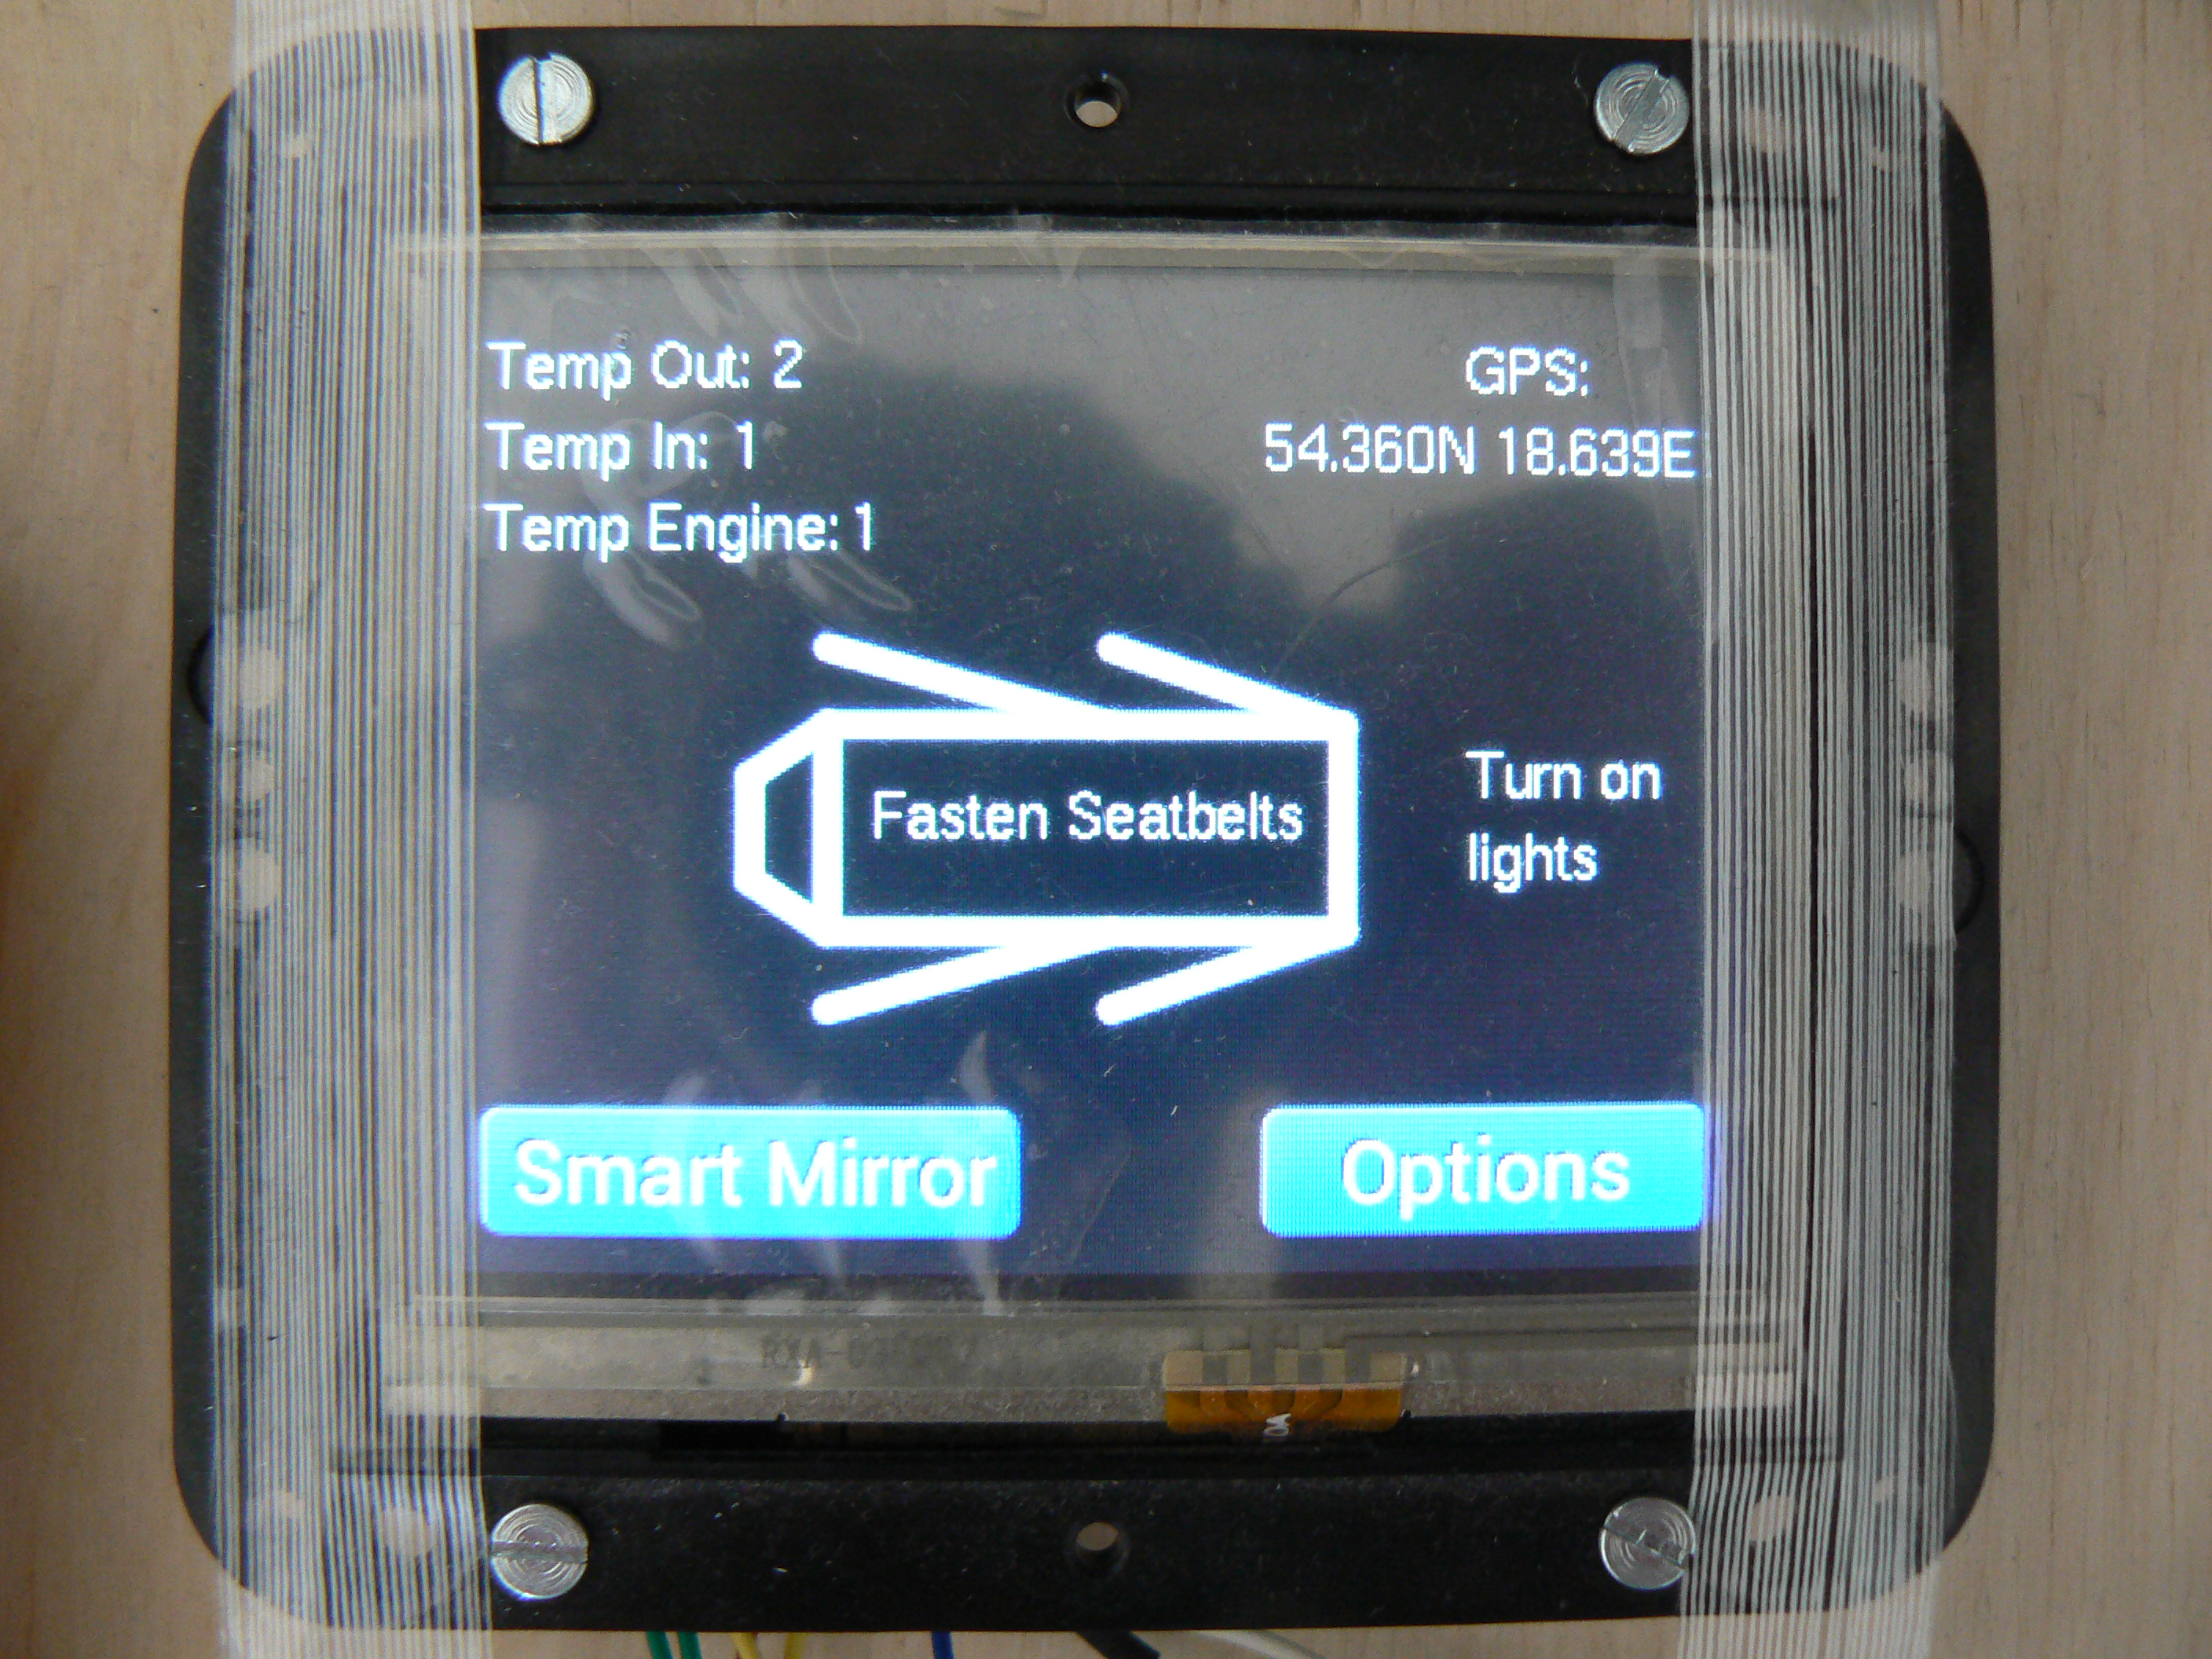 Temp Out: 2
Temp In: 1
Temp Engine: 1
GPS:
54.360N 18.639E
Fasten Seatbelts
Turn on
lights
Smart Mirror
Options